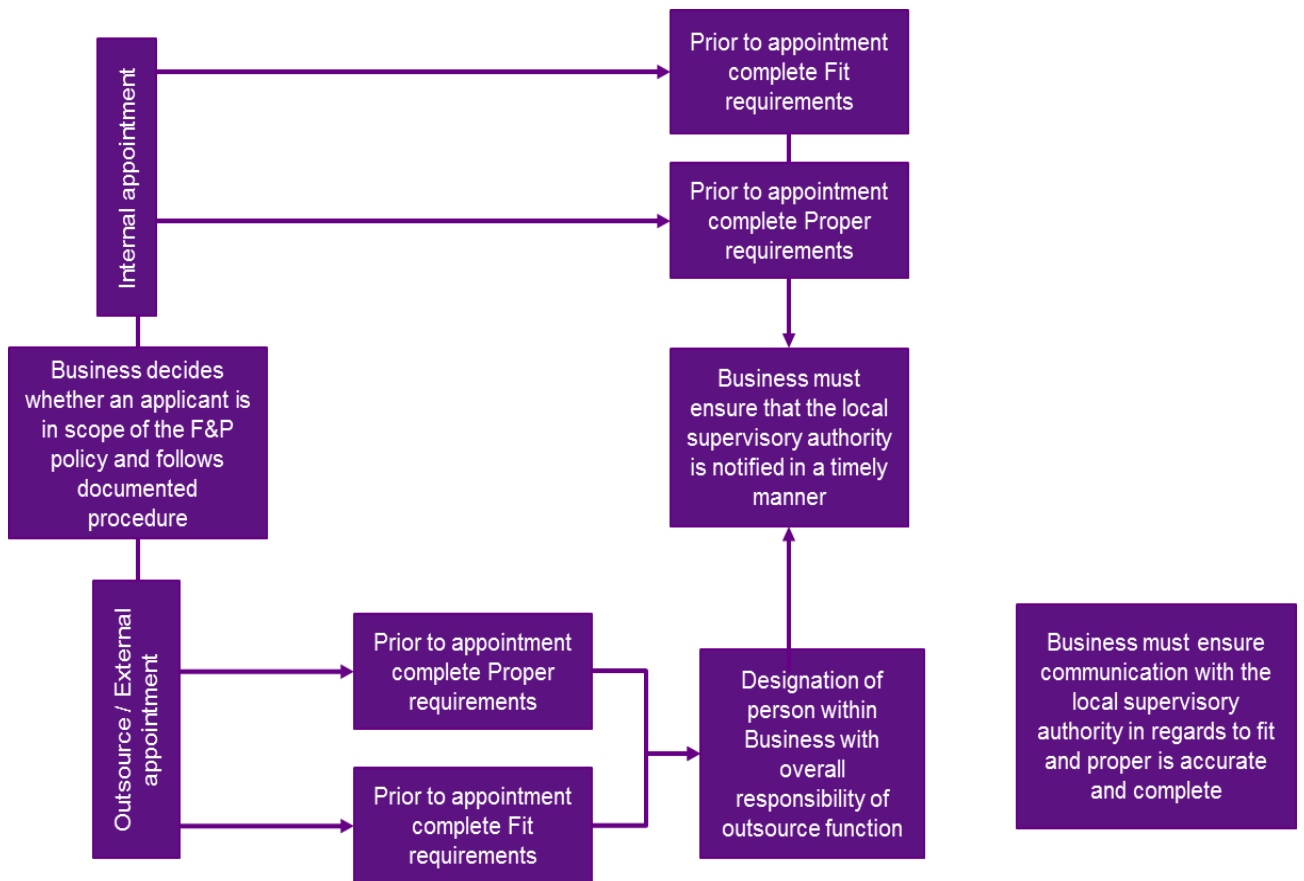 Internal appointment
Prior to appointment
complete Fit
requirements
Prior to appointment
complete Proper
requirements
Business decides
whether an applicant is
in scope of the F&P
policy and follows
documented
procedure
Business must
ensure that the local
supervisory authority
is notified in a timely
manner
Outsource / External
appointment
Prior to appointment
complete Proper
requirements
Prior to appointment
complete Fit
requirements
Designation of
person within
Business with
overall
responsibility of
outsource function
Business must ensure
communication with the
local supervisory
authority in regards to fit
and proper is accurate
and complete